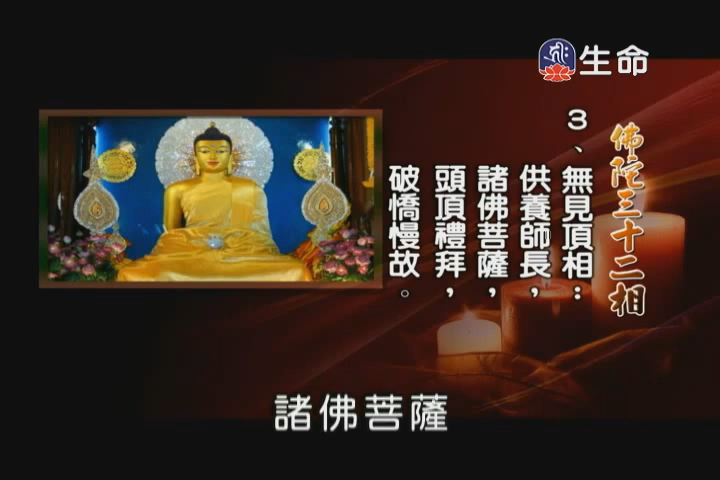 生命
佛陀三十二相
3、無見頂相：
供養師長，
諸佛菩薩，
頭頂禮拜，
破憍慢故。
諸佛菩薩